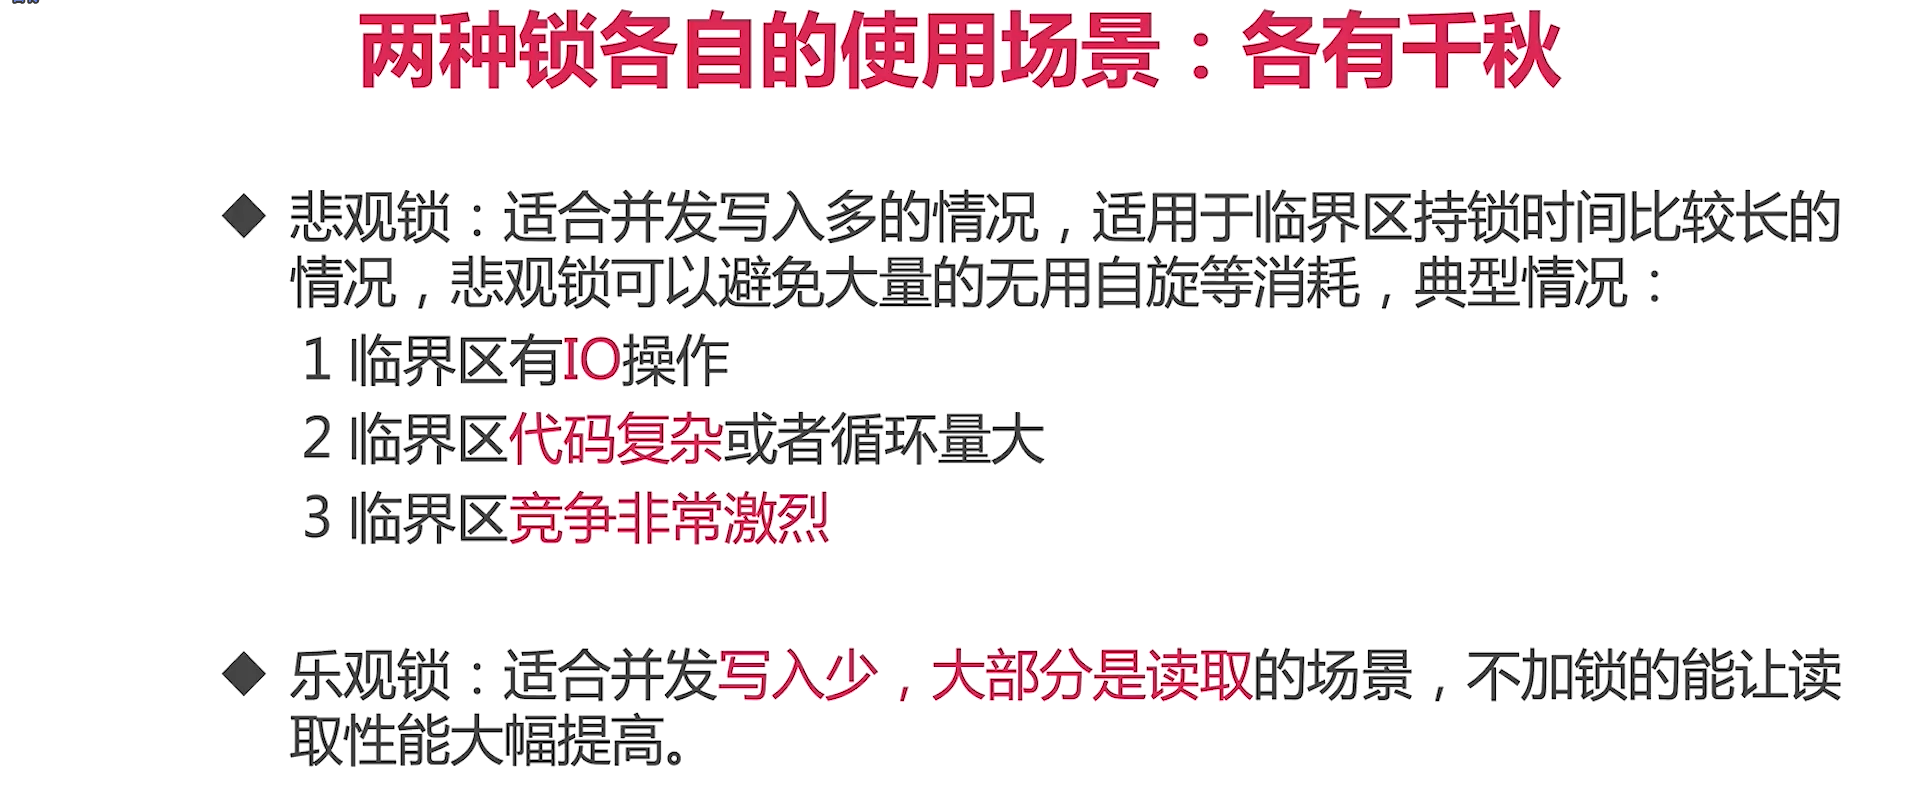 两种锁各自的使用场景：各有千秋
◆ 悲观锁：适合并发写入多的情况，适用于临界区持锁时间比较长的
情况，悲观锁可以避免大量的无用自旋等消耗，典型情况：
1 临界区有IO操作
2 临界区代码复杂或者循环量大
3 临界区竞争非常激烈
◆ 乐观锁：适合并发写入少，大部分是读取的场景，不加锁的能让读
取性能大幅提高。